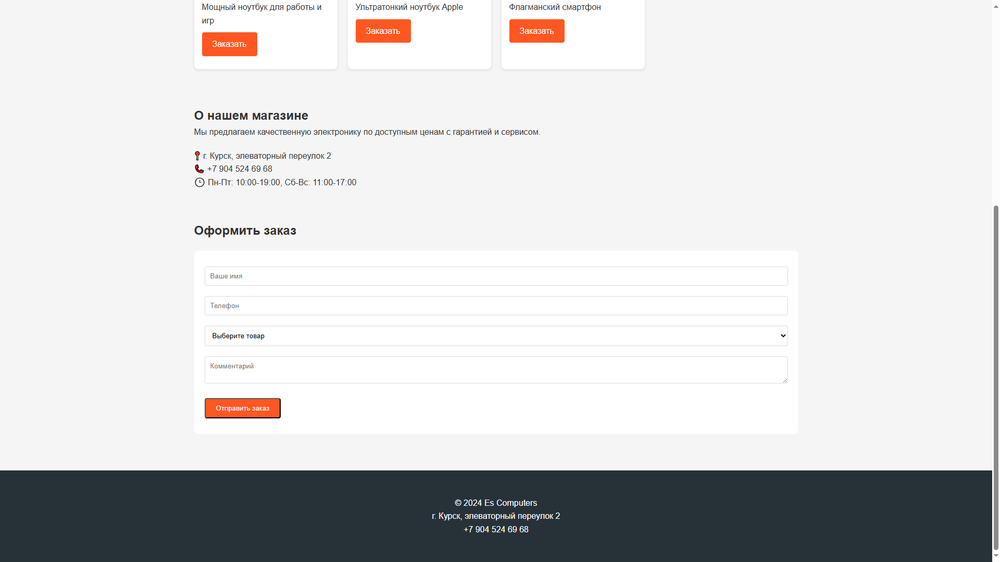 Мощный ноутбук для работы и
игр
Заказать
Ультратонкий ноутбук Apple
Заказать
Флагманский смартфон
Заказать
О нашем магазине
Мы предлагаем качественную электронику по доступным ценам с гарантией и сервисом.
г. Курск, элеваторный переулок 2
+7 904 524 69 68
Пн-Пт: 10:00-19:00, Сб-Вс: 11:00-17:00
Оформить заказ
Ваше имя
Телефон
Выберите товар
Комментарий
Отправить заказ
© 2024 Es Computers
г. Курск, элеваторный переулок 2
+7 904 524 69 68